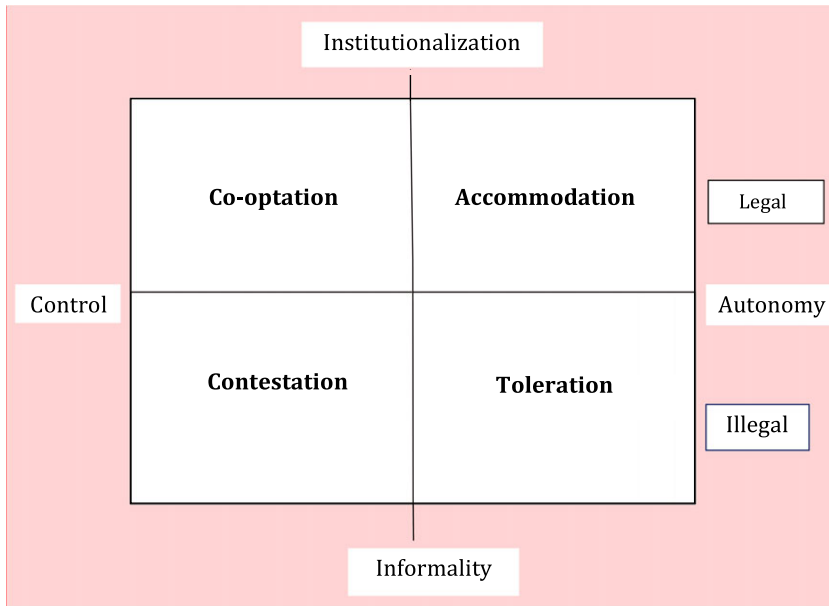 Institutionalization
Co-optation
Accommodation
Legal
Control
Autonomy
Contestation
Toleration
Illegal
Informality